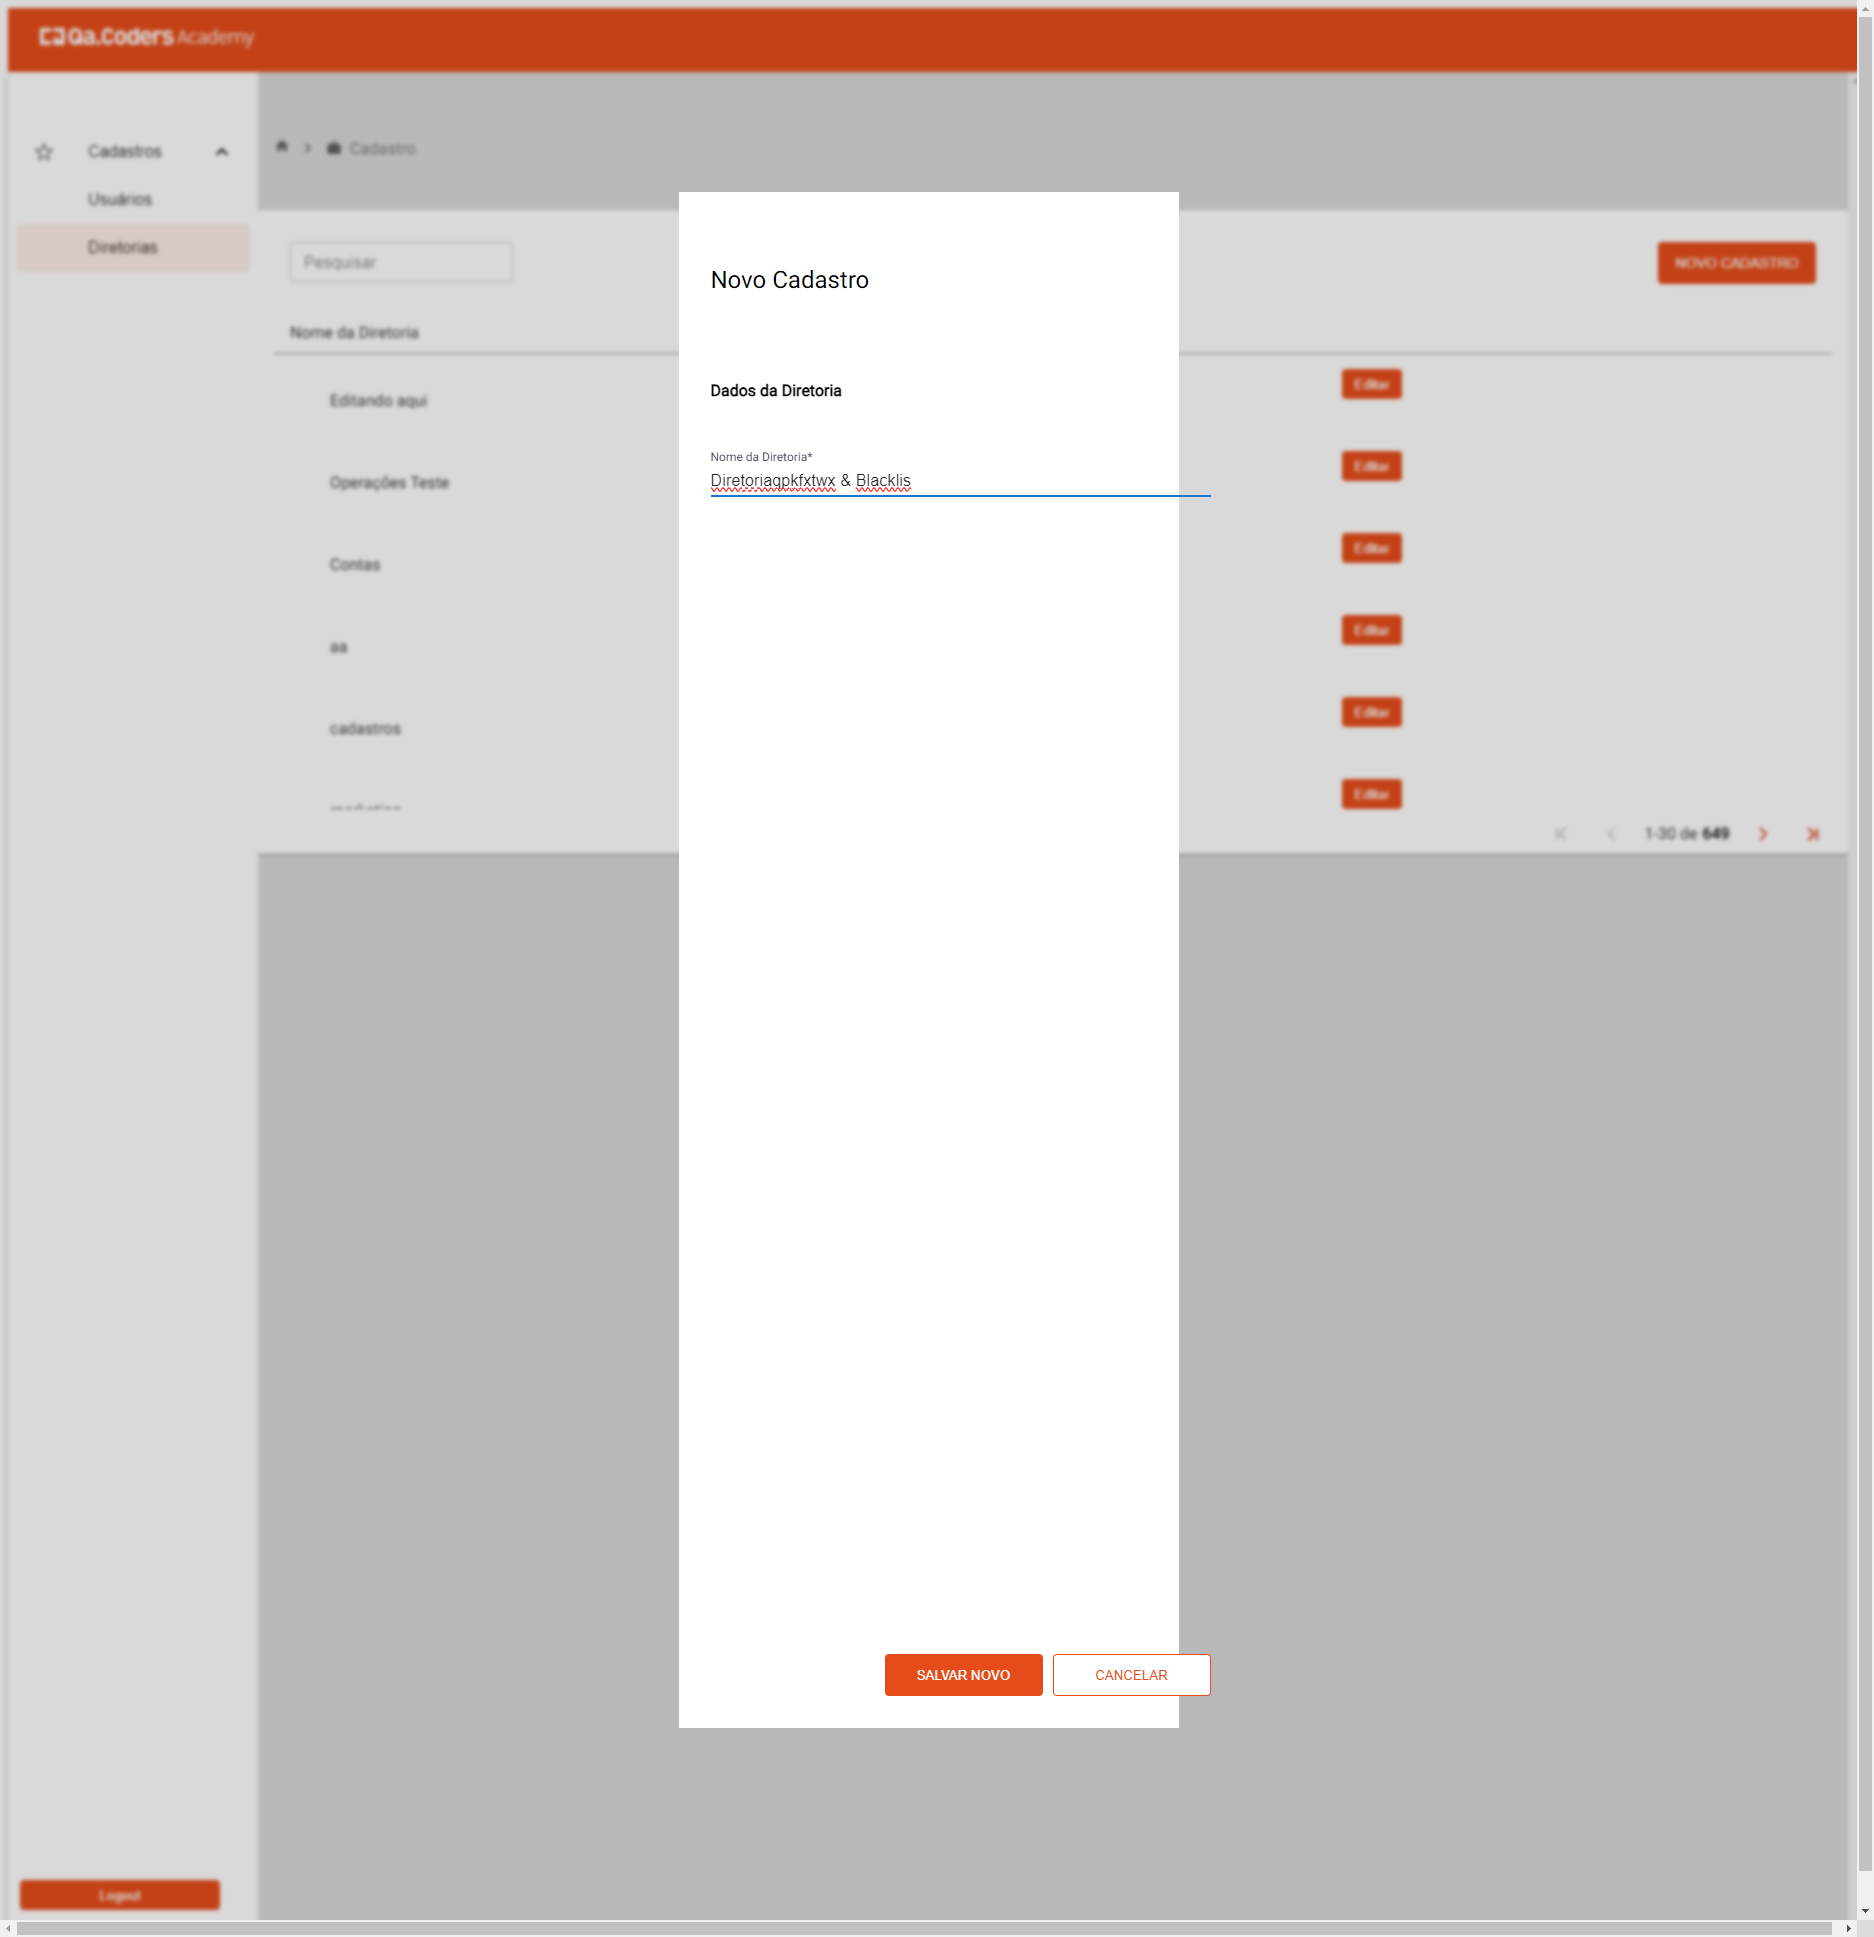 Qa.Coders Academy
Cadastros
Usuários
Diretorias
Cadastro
Pesquisar
NOVO CADASTRO
Nome da Diretoria
Editando aqui
Editar
Operações Teste
Editar
Contas
Editar
aa
Editar
cadastros
Editar
Editar
1-30 de 649
Novo Cadastro
Dados da Diretoria
Nome da Diretoria*
Diretoriaqpkfxtwx & Blacklis
SALVAR NOVO
CANCELAR
Logout